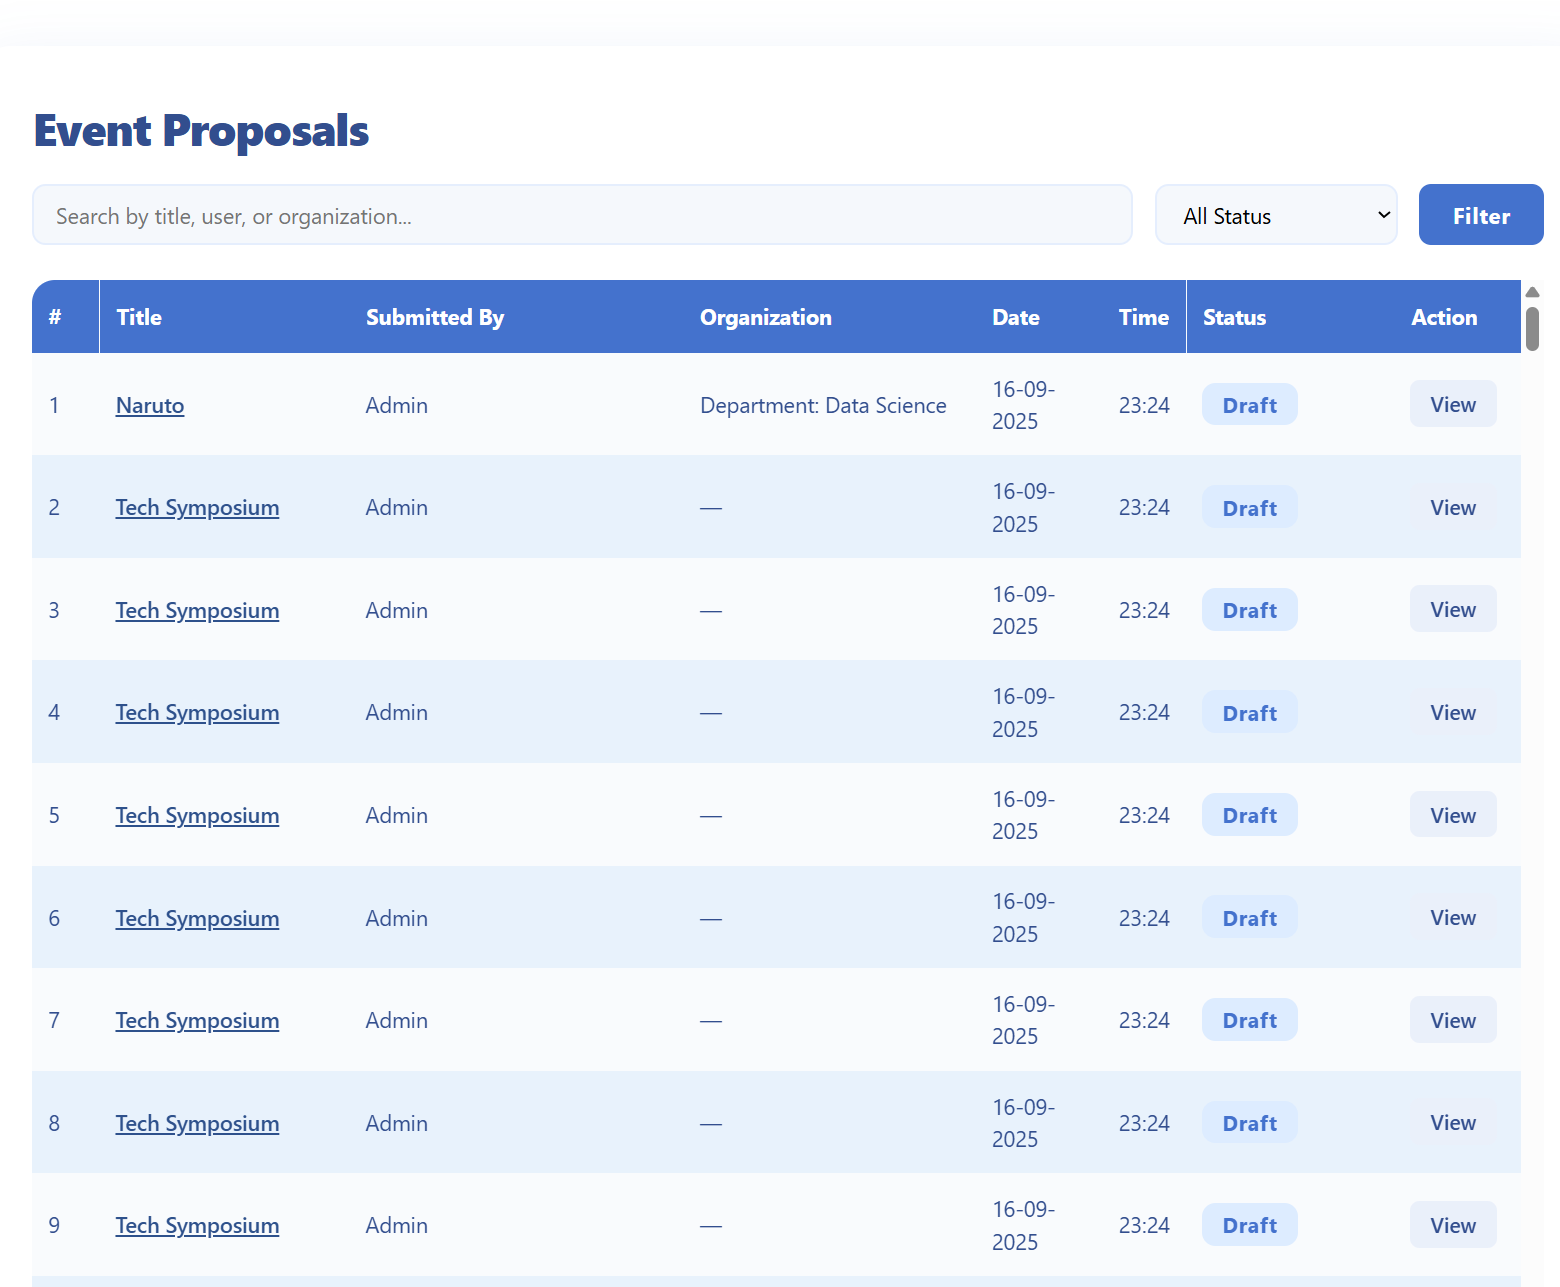 Event Proposals
Search by title, user, or organization...
All Status
Filter
# Title Submitted By Organization Date Time Status Action
1 Naruto Admin Department: Data Science 16-09-2025 23:24 Draft View
2 Tech Symposium Admin — 16-09-2025 23:24 Draft View
3 Tech Symposium Admin — 16-09-2025 23:24 Draft View
4 Tech Symposium Admin — 16-09-2025 23:24 Draft View
5 Tech Symposium Admin — 16-09-2025 23:24 Draft View
6 Tech Symposium Admin — 16-09-2025 23:24 Draft View
7 Tech Symposium Admin — 16-09-2025 23:24 Draft View
8 Tech Symposium Admin — 16-09-2025 23:24 Draft View
9 Tech Symposium Admin — 16-09-2025 23:24 Draft View